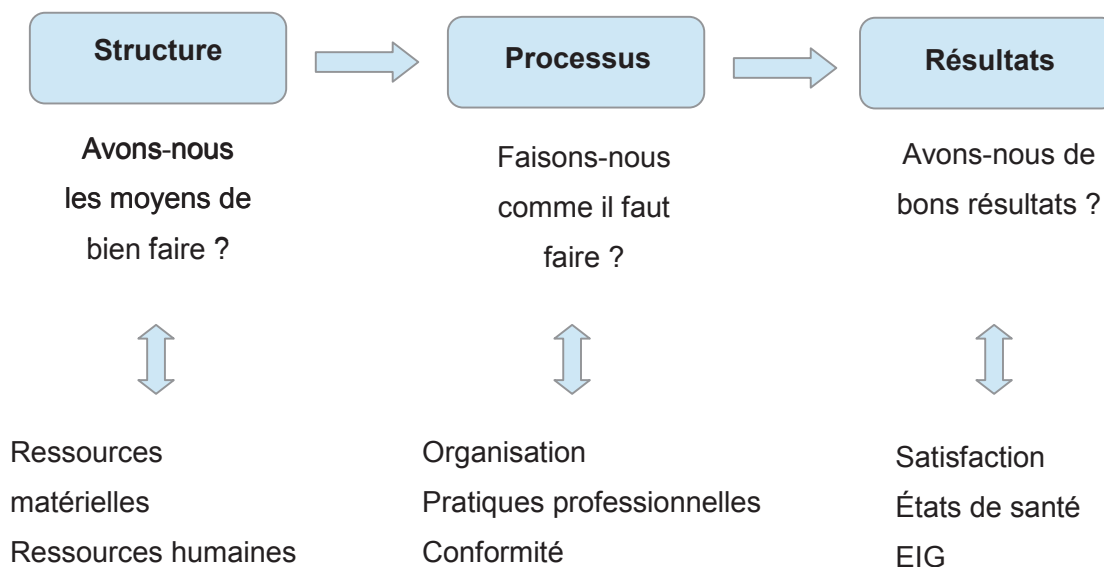 Structure
Avons-nous
les moyens de
bien faire ?
Ressources
matérielles
Ressources humaines
Processus
Faisons-nous
comme il faut
faire ?
Organisation
Pratiques professionnelles
Conformité
Résultats
Avons-nous de
bons résultats ?
Satisfaction
États de santé
EIG